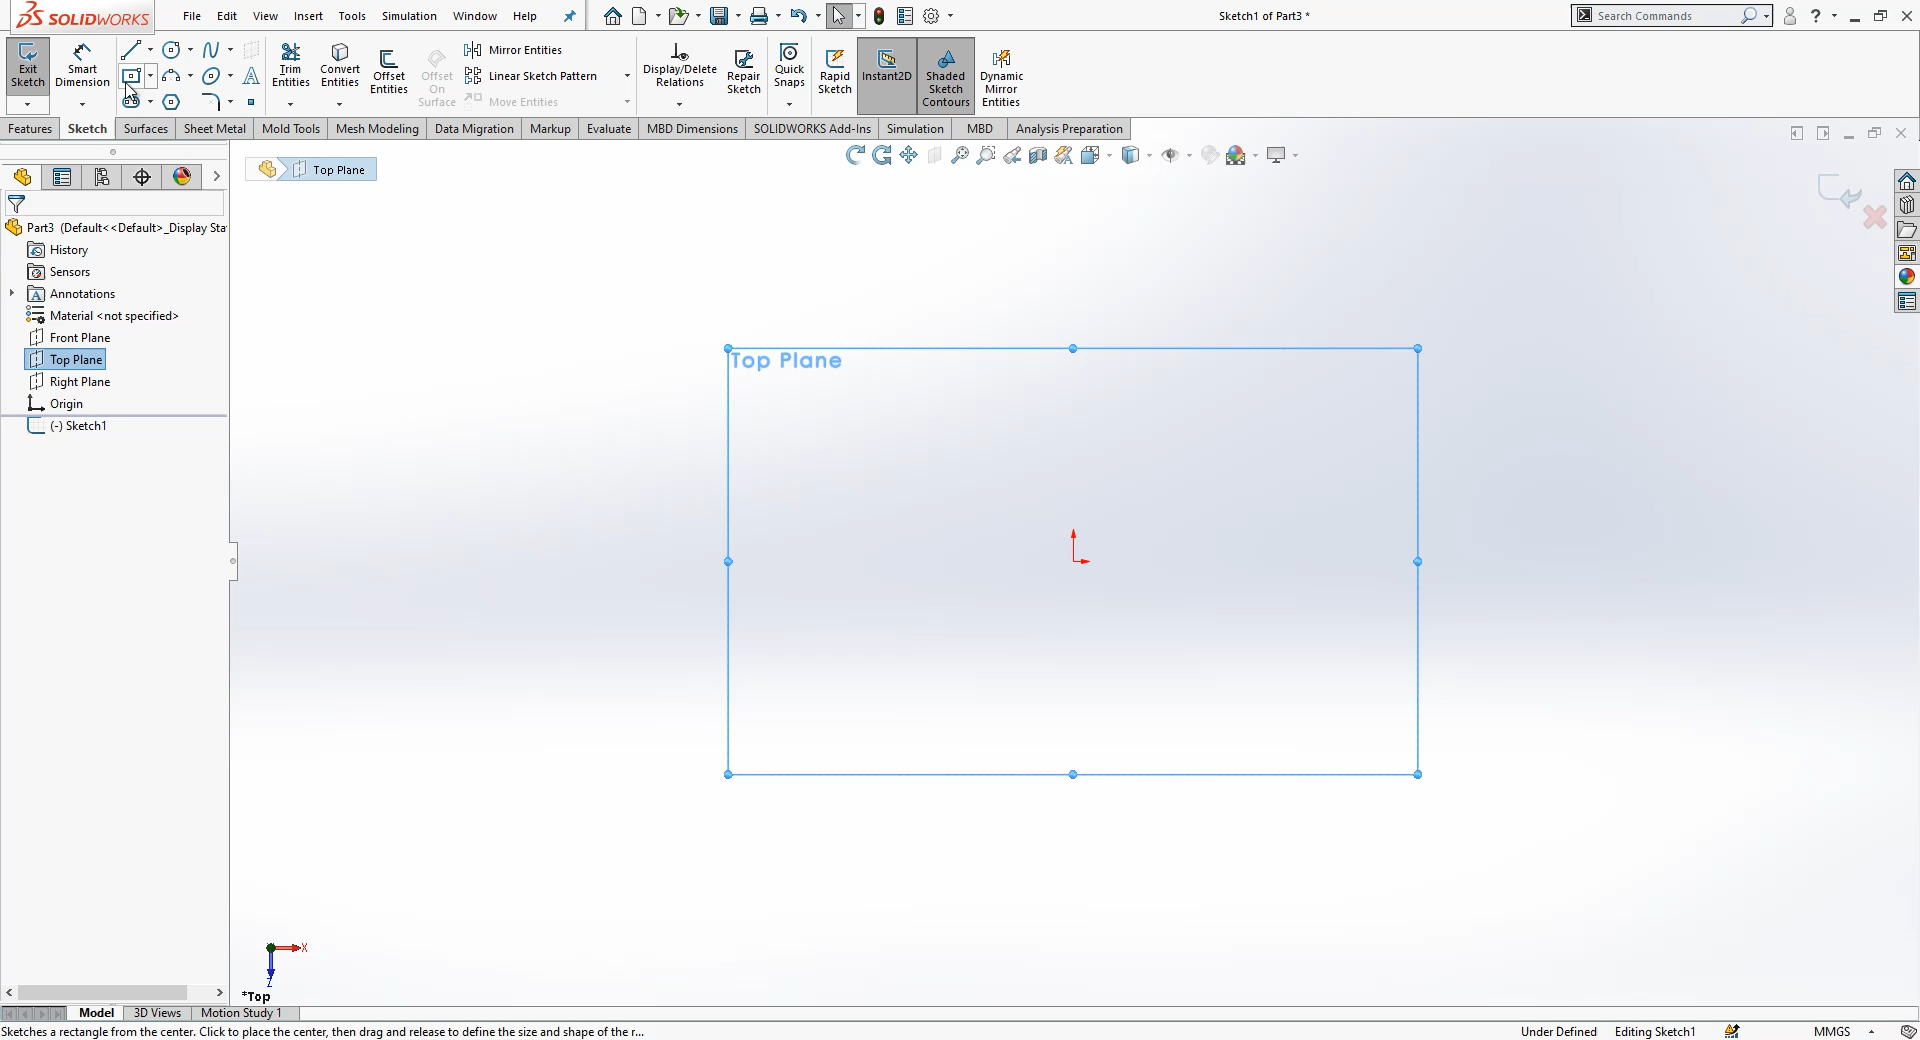 SOLIDWORKS
File Edit View Insert Tools Simulation Window Help
Sketch1 of Part3 *
Search Commands
Exit Sketch
Smart Dimension
Trim Entities
Convert Entities
Offset Entities
Offset On Surface
Mirror Entities
Linear Sketch Pattern
Move Entities
Display/Delete Relations
Repair Sketch
Quick Snaps
Rapid Sketch
Instant2D
Shaded Sketch Contours
Dynamic Mirror Entities
Features Sketch Surfaces Sheet Metal Mold Tools Mesh Modeling Data Migration Markup Evaluate MBD Dimensions SOLIDWORKS Add-Ins Simulation MBD Analysis Preparation
Top Plane
Part3 (Default<<Default>_Display Sta
History
Sensors
Annotations
Material <not specified>
Front Plane
Top Plane
Right Plane
Origin
(-) Sketch1
Top Plane
X
Z
*Top
Model 3D Views Motion Study 1
Sketches a rectangle from the center. Click to place the center, then drag and release to define the size and shape of the r...
Under Defined Editing Sketch1 MMGS